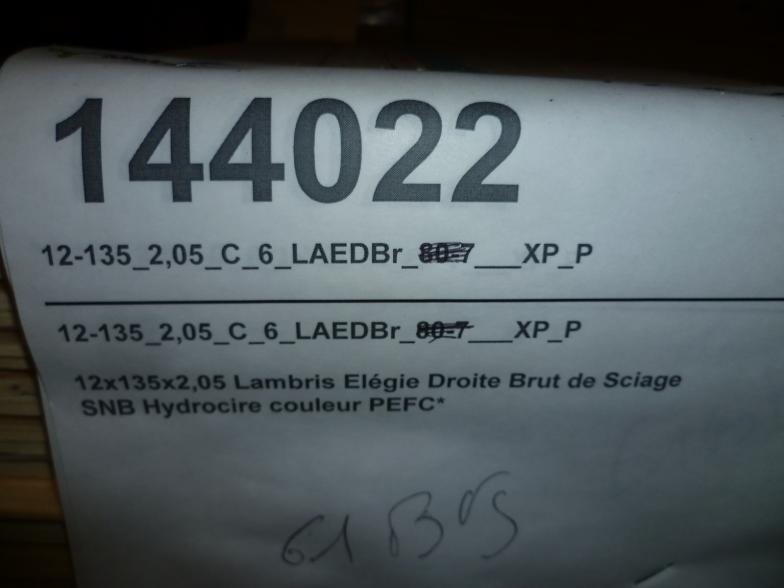 144022
12-135_2,05_C_6_LAEDBr_80-7___XP_P
12-135_2,05_C_6_LAEDBr_80-7___XP_P
12x135x2,05 Lambris Elégie Droite Brut de Sciage
SNB Hydrocire couleur PEFC*
61